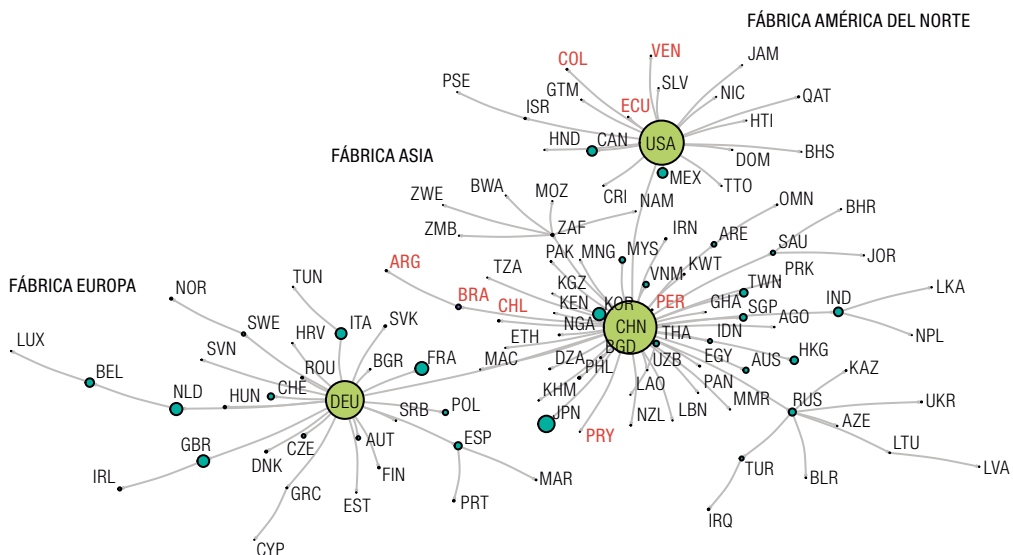 FÁBRICA AMÉRICA DEL NORTE
COL
VEN
JAM
PSE
GTM
SLV
NIC
QAT
ISR
ECU
HTI
HND
CAN
USA
DOM
BHS
FÁBRICA ASIA
MEX
CRI
TTO
ZWE
BWA
MOZ
NAM
OMN
BHR
ZMB
ZAF
IRN
ARE
PAK
MNG
MYS
SAU
JOR
ARG
TZA
KGZ
VNM
KWT
TWN
PRK
FÁBRICA EUROPA
NOR
TUN
BRA
CHL
KEN
KOR
PER
GHA
SGP
IND
LKA
LUX
SWE
HRV
ITA
SVK
ETH
NGA
CHN
THA
IDN
AGO
NPL
SVN
ROU
BGR
FRA
MAC
DZA
PHL
BGD
UZB
EGY
AUS
HKG
BEL
NLD
HUN
CHE
DEU
SRB
POL
KHM
JPN
LAO
PAN
KAZ
GBR
CZE
AUT
ESP
PRY
NZL
LBN
MMR
RUS
AZE
UKR
IRL
DNK
FIN
MAR
TUR
BLR
LTU
LVA
GRC
EST
PRT
IRQ
CYP